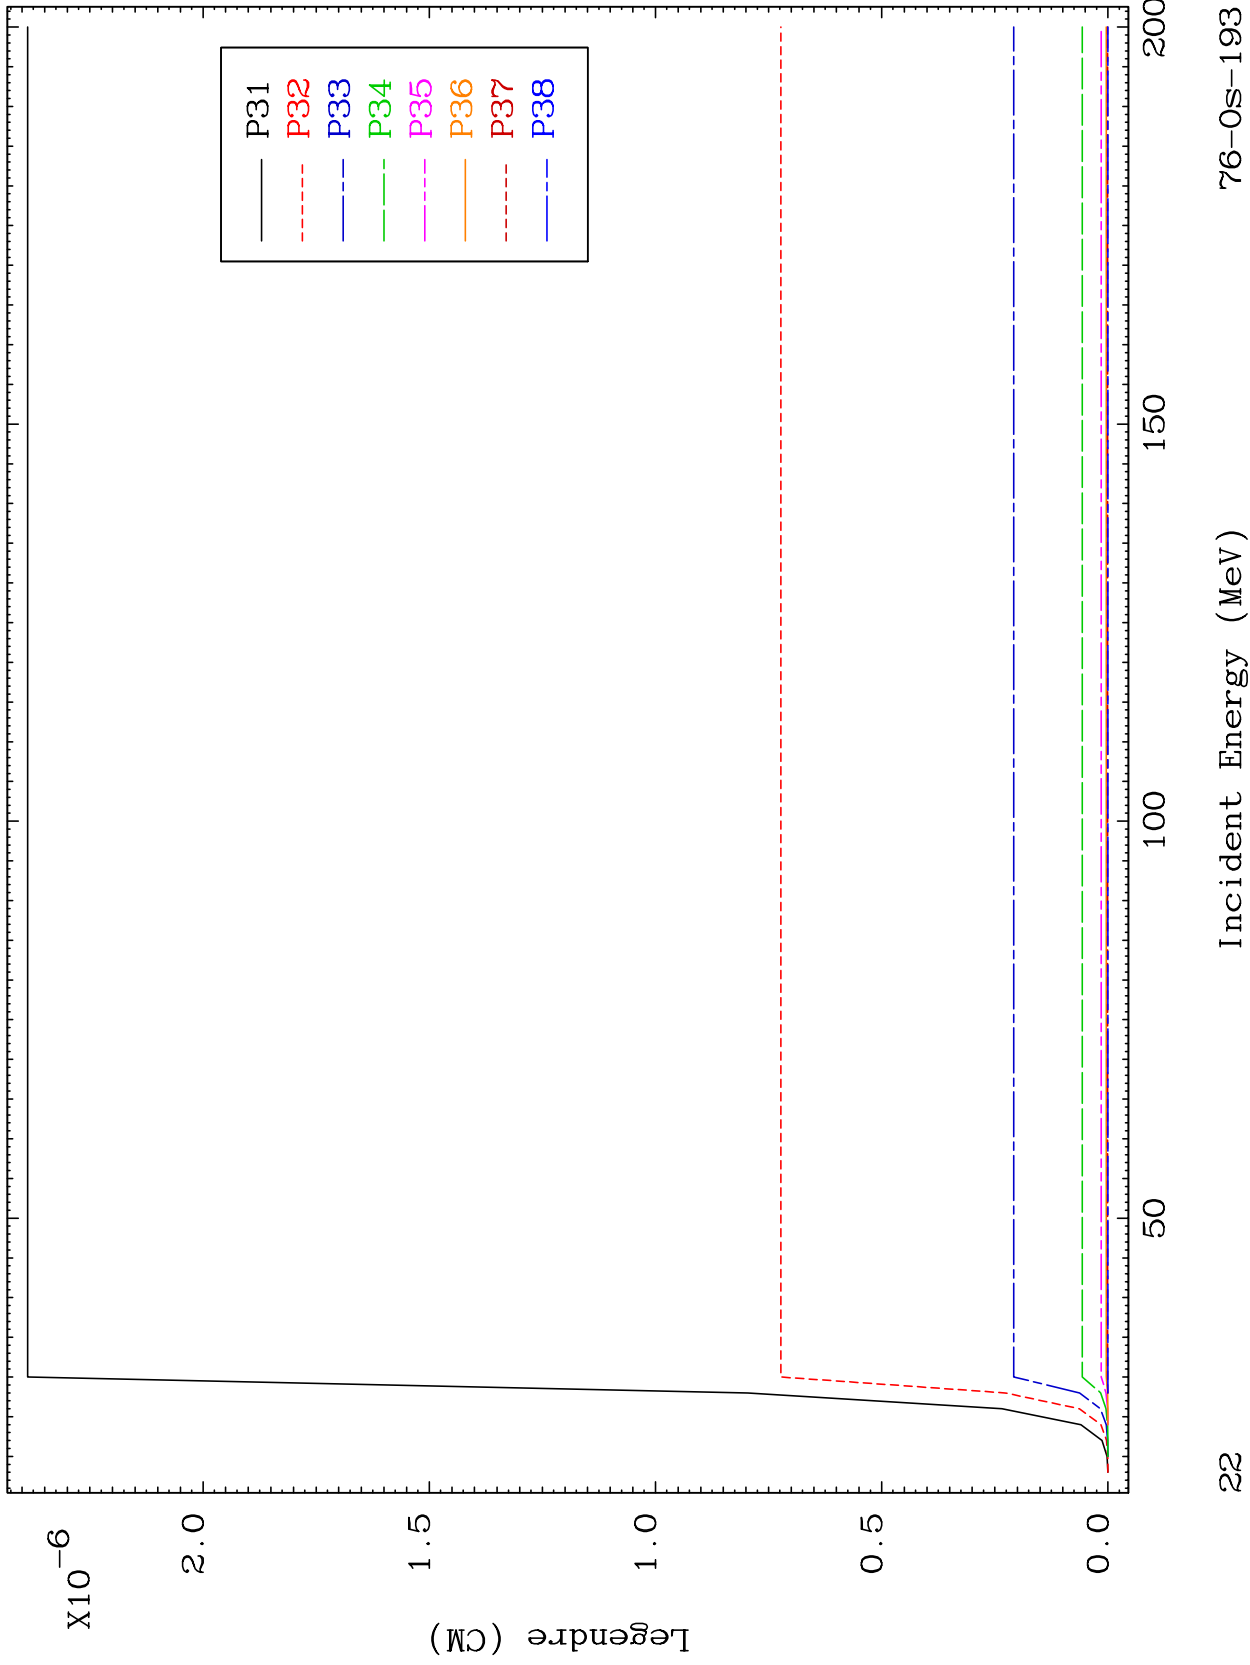 X10-6
2.0
1.5
1.0
0.5
0.0
Legendre (CM)
P31
P32
P33
P34
P35
P36
P37
P38
50
100
150
200
22
Incident Energy (MeV)
76-Os-193